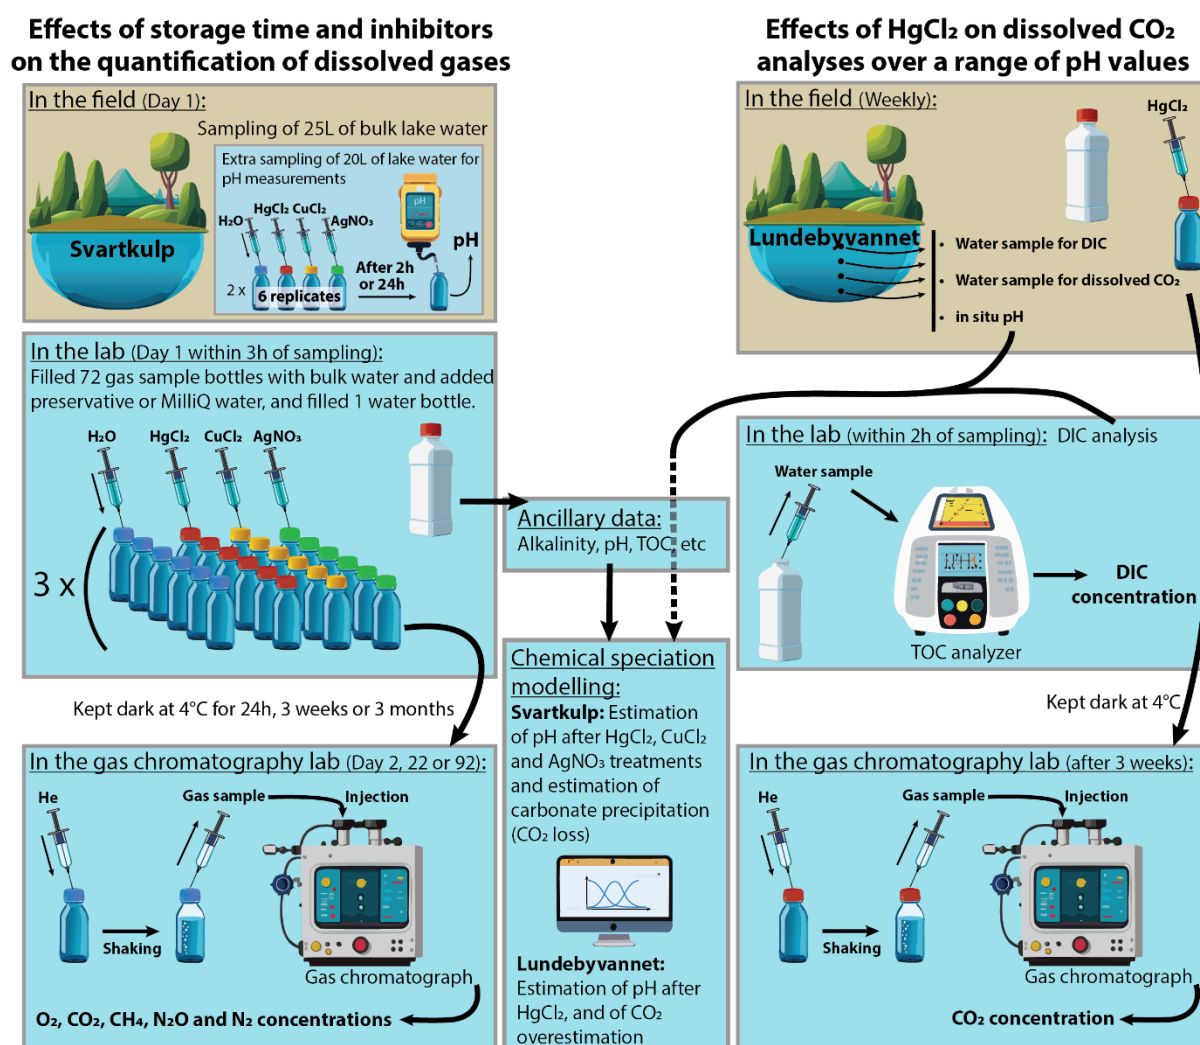 Effects of storage time and inhibitors
on the quantification of dissolved gases
In the field (Day 1):
Sampling of 25L of bulk lake water
Extra sampling of 20L of lake water for
pH measurements
H₂O
HgCl₂ CuCl₂
AgNO₃
pH
pH
Svartkulp
2 x
6 replicates
After 2h
or 24h
In the lab (Day 1 within 3h of sampling):
Filled 72 gas sample bottles with bulk water and added
preservative or MilliQ water, and filled 1 water bottle.
H₂O
HgCl₂
CuCl₂
AgNO₃
3 x
Kept dark at 4°C for 24h, 3 weeks or 3 months
In the gas chromatography lab (Day 2, 22 or 92):
He
Gas sample
Injection
Shaking
Gas chromatograph
O₂, CO₂, CH₄, N₂O and N₂ concentrations
Ancillary data:
Alkalinity, pH, TOC, etc
Chemical speciation
modelling:
Svartkulp: Estimation
of pH after HgCl₂, CuCl₂
and AgNO₃ treatments
and estimation of
carbonate precipitation
(CO₂ loss)
Lundebyvannet:
Estimation of pH after
HgCl₂, and of CO₂
overestimation
Effects of HgCl₂ on dissolved CO₂
analyses over a range of pH values
In the field (Weekly):
HgCl₂
Lundebyvannet
· Water sample for DIC
· Water sample for dissolved CO₂
· in situ pH
In the lab (within 2h of sampling): DIC analysis
Water sample
DIC
concentration
TOC analyzer
Kept dark at 4°C
In the gas chromatography lab (after 3 weeks):
He
Gas sample
Injection
Shaking
Gas chromatograph
CO₂ concentration